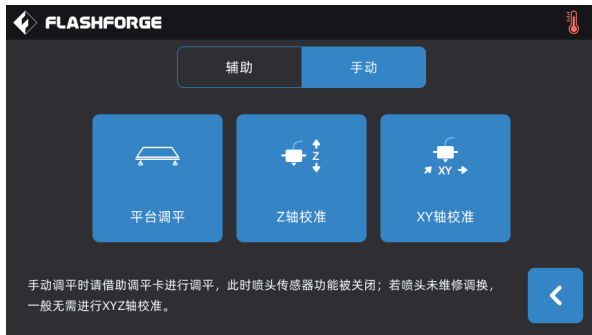 FLASHFORGE
辅助
手动
Z
XY
平台调平
Z轴校准
XY轴校准
手动调平时请借助调平卡进行调平，此时喷头传感器功能被关闭；若喷头未维修调换，
一般无需进行XYZ轴校准。